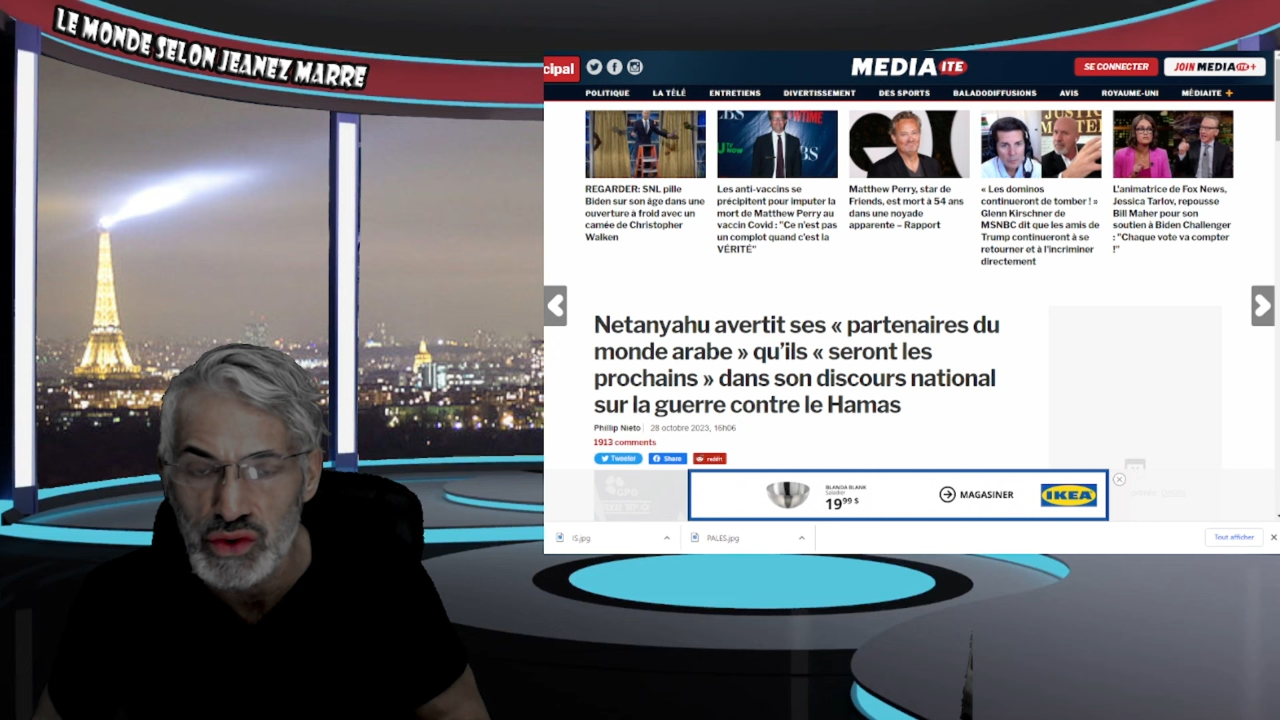 LE MONDE SELON JEANEZ MARRE
cipal
MEDIAITE
SE CONNECTER
JOIN MEDIAITE+
POLITIQUE LA TÉLÉ ENTRETIENS DIVERTISSEMENT DES SPORTS BALADODIFFUSIONS AVIS ROYAUME-UNI MÉDIAITE +
REGARDER: SNL pille
Biden sur son âge dans une
ouverture à froid avec un
camée de Christopher
Walken
Les anti-vaccins se
précipitent pour imputer la
mort de Matthew Perry au
vaccin Covid : "Ce n'est pas
un complot quand c'est la
VÉRITÉ"
Matthew Perry, star de
Friends, est mort à 54 ans
dans une noyade
apparente – Rapport
« Les dominos
continueront de tomber ! »
Glenn Kirschner de
MSNBC dit que les amis de
Trump continueront à se
retourner et à l'incriminer
directement
L'animatrice de Fox News,
Jessica Tarlov, repousse
Bill Maher pour son
soutien à Biden Challenger
: "Chaque vote va compter
!"
Netanyahu avertit ses « partenaires du
monde arabe » qu'ils « seront les
prochains » dans son discours national
sur la guerre contre le Hamas
Phillip Nieto 28 octobre 2023, 16h06
1913 comments
Tweeter Share reddit
GPO
BLANDA BLANK
19 99 $
MAGASINER
IKEA
IS.jpg
PALES.jpg
Tout afficher